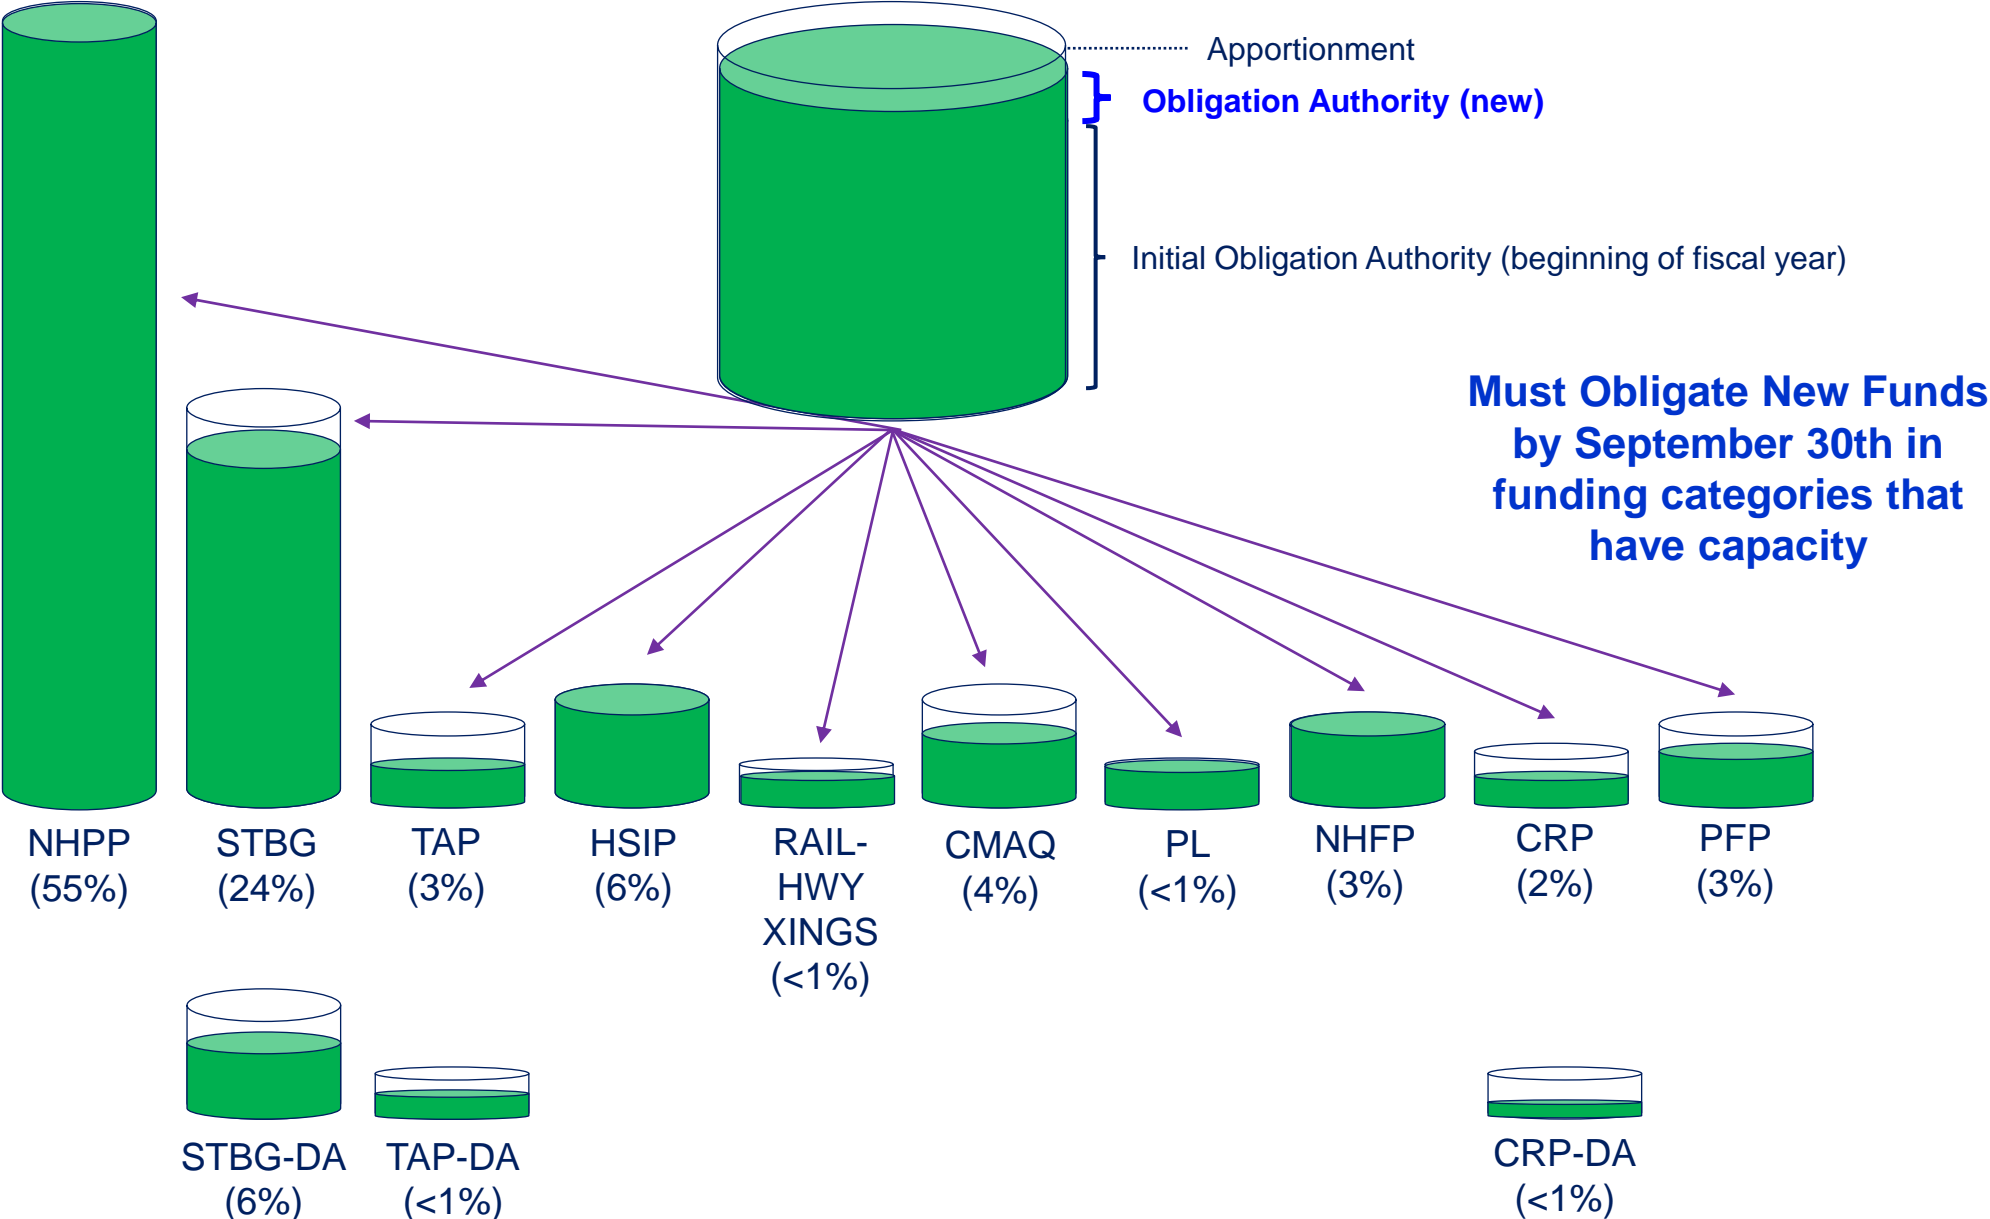 Apportionment
Obligation Authority (new)
Initial Obligation Authority (beginning of fiscal year)
Must Obligate New Funds
by September 30th in
funding categories that
have capacity
NHPP
(55%)
STBG
(24%)
TAP
(3%)
HSIP
(6%)
RAIL-
HWY
XINGS
(<1%)
CMAQ
(4%)
PL
(<1%)
NHFP
(3%)
CRP
(2%)
PFP
(3%)
STBG-DA
(6%)
TAP-DA
(<1%)
CRP-DA
(<1%)